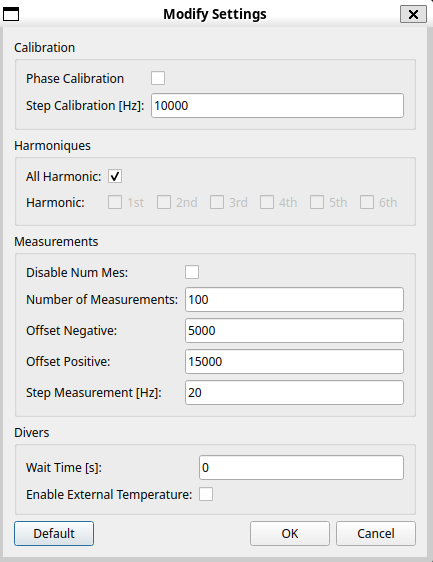 Modify Settings
Calibration
Phase Calibration
Step Calibration [Hz]: 10000
Harmoniques
All Harmonic:
Harmonic: 1st 2nd 3rd 4th 5th 6th
Measurements
Disable Num Mes:
Number of Measurements: 100
Offset Negative: 5000
Offset Positive: 15000
Step Measurement [Hz]: 20
Divers
Wait Time [s]: 0
Enable External Temperature:
Default OK Cancel